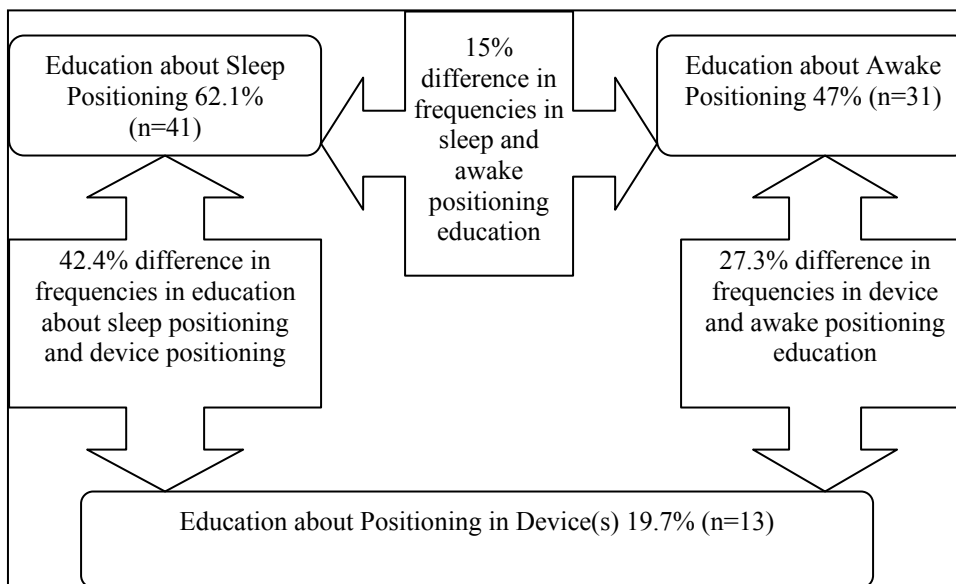 Education about Sleep
Positioning 62.1%
(n=41)
15%
difference in
frequencies in
sleep and
awake
positioning
education
Education about Awake
Positioning 47% (n=31)
42.4% difference in
frequencies in education
about sleep positioning
and device positioning
27.3% difference in
frequencies in device
and awake positioning
education
Education about Positioning in Device(s) 19.7% (n=13)